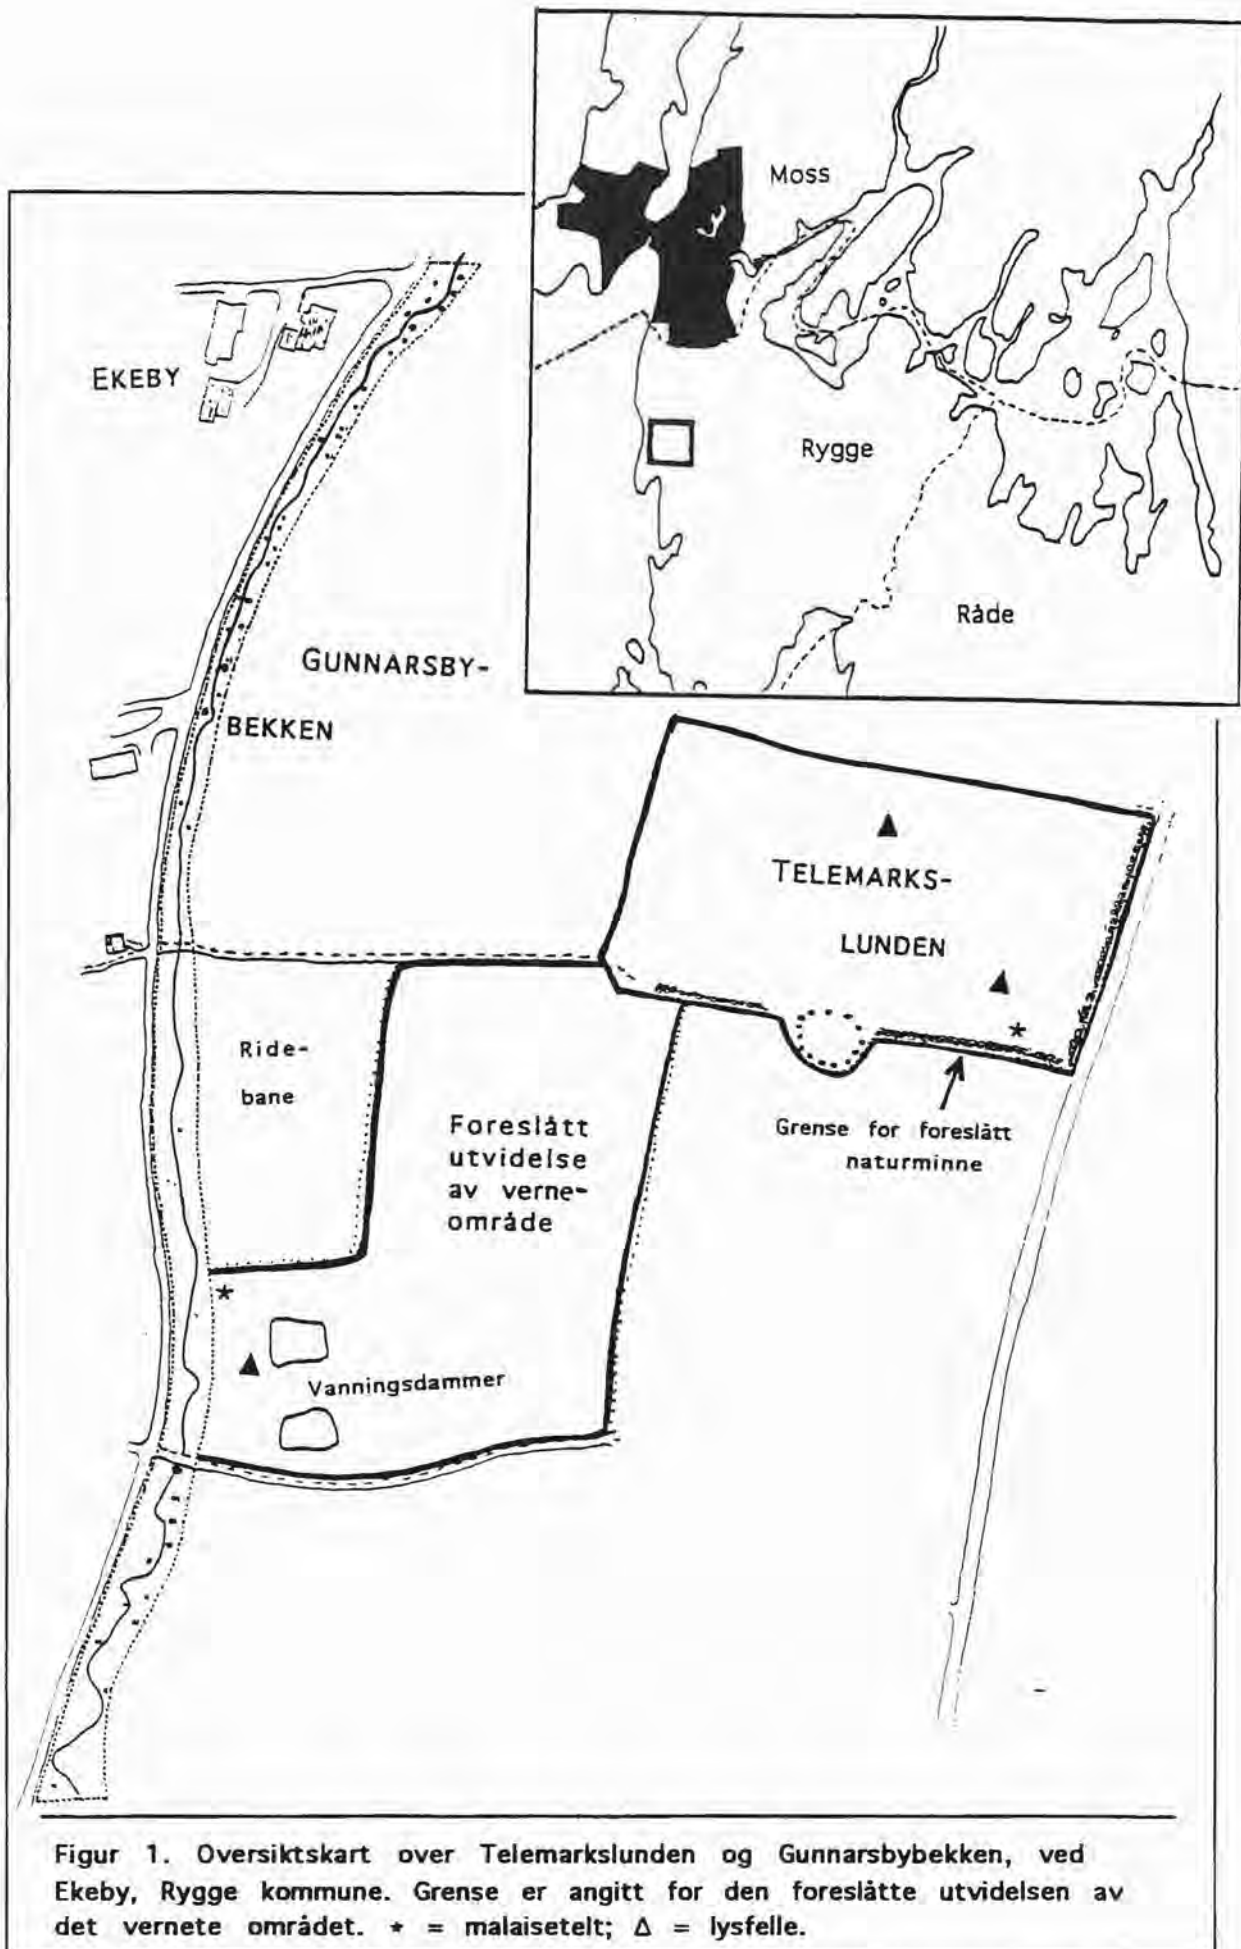 Moss
Rygge
Råde
EKEBY
GUNNARSBY-
BEKKEN
TELEMARKS-
LUNDEN
Ride-
bane
Foreslått
utvidelse
av verne-
område
Grense for foreslått
naturminne
*
*
Vanningsdammer
Figur 1. Oversiktskart over Telemarkslunden og Gunnarsbybekken, ved
Ekeby, Rygge kommune. Grense er angitt for den foreslåtte utvidelsen av
det vernete området. * = malaisetelt; Δ = lysfelle.